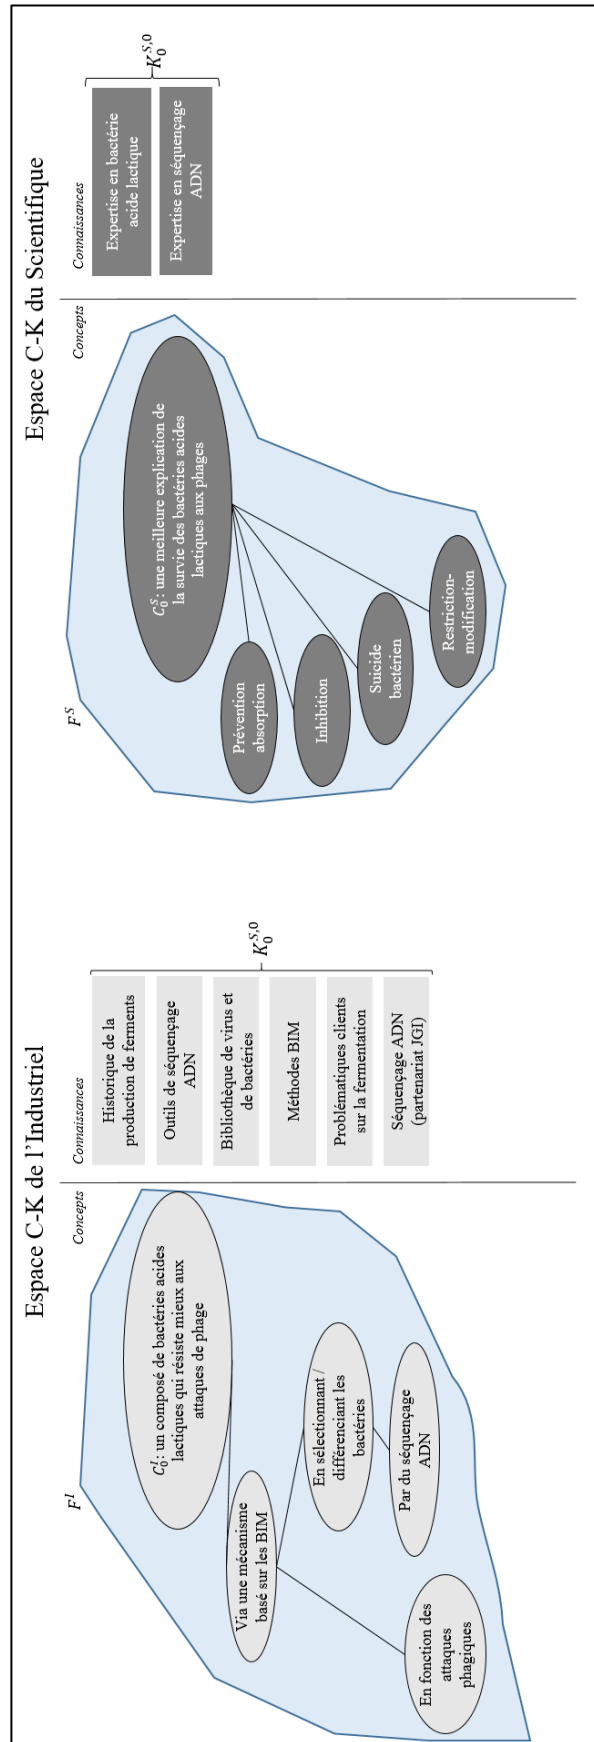 Espace C-K de l'Industriel
Concepts
Connaissances
F^I
C_0^I: un composé de bactéries acides
lactiques qui résiste mieux aux
attaques de phage
Via une mécanisme
basé sur les BIM
En sélectionnant /
différenciant les
bactéries
Par du séquençage
ADN
En fonction des
attaques
phagiques
Historique de la
production de ferments
Outils de séquençage
ADN
Bibliothèque de virus et
de bactéries
Méthodes BIM
Problématiques clients
sur la fermentation
Séquençage ADN
(partenariat JGI)
K_0^{S,0}
Espace C-K du Scientifique
Concepts
Connaissances
F^S
C_0^S: une meilleure explication de
la survie des bactéries acides
lactiques aux phages
Prévention
absorption
Inhibition
Suicide
bactérien
Restriction-
modification
Expertise en bactérie
acide lactique
Expertise en séquençage
ADN
K_0^{S,0}